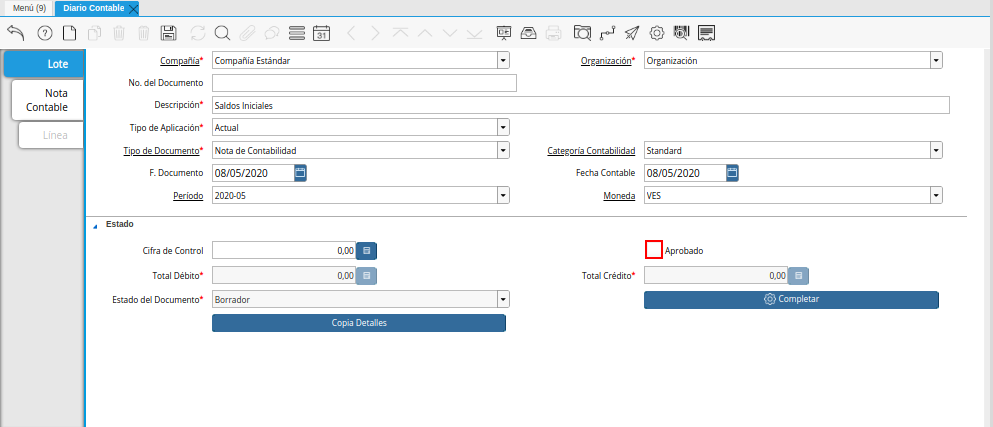 Menú (9) Diario Contable
31
Lote
Nota
Contable
Línea
Compañía* Compañía Estándar Organización* Organización
No. del Documento
Descripción* Saldos Iniciales
Tipo de Aplicación* Actual
Tipo de Documento* Nota de Contabilidad Categoría Contabilidad Standard
F. Documento 08/05/2020 Fecha Contable 08/05/2020
Período 2020-05 Moneda VES
Estado
Cifra de Control 0,00 Aprobado
Total Débito* 0,00 Total Crédito* 0,00
Estado del Documento* Borrador Completar
Copia Detalles